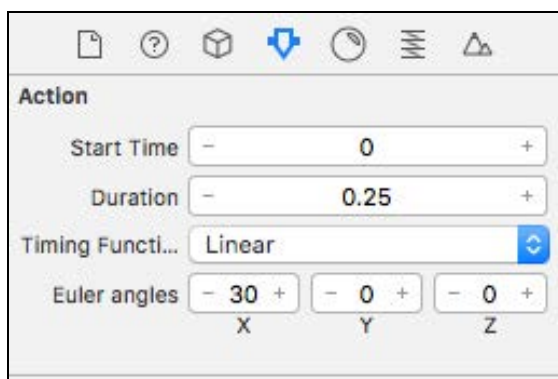 Action
Start Time - 0 +
Duration - 0.25 +
Timing Functi... Linear
Euler angles - 30 + - 0 + - 0 +
X Y Z